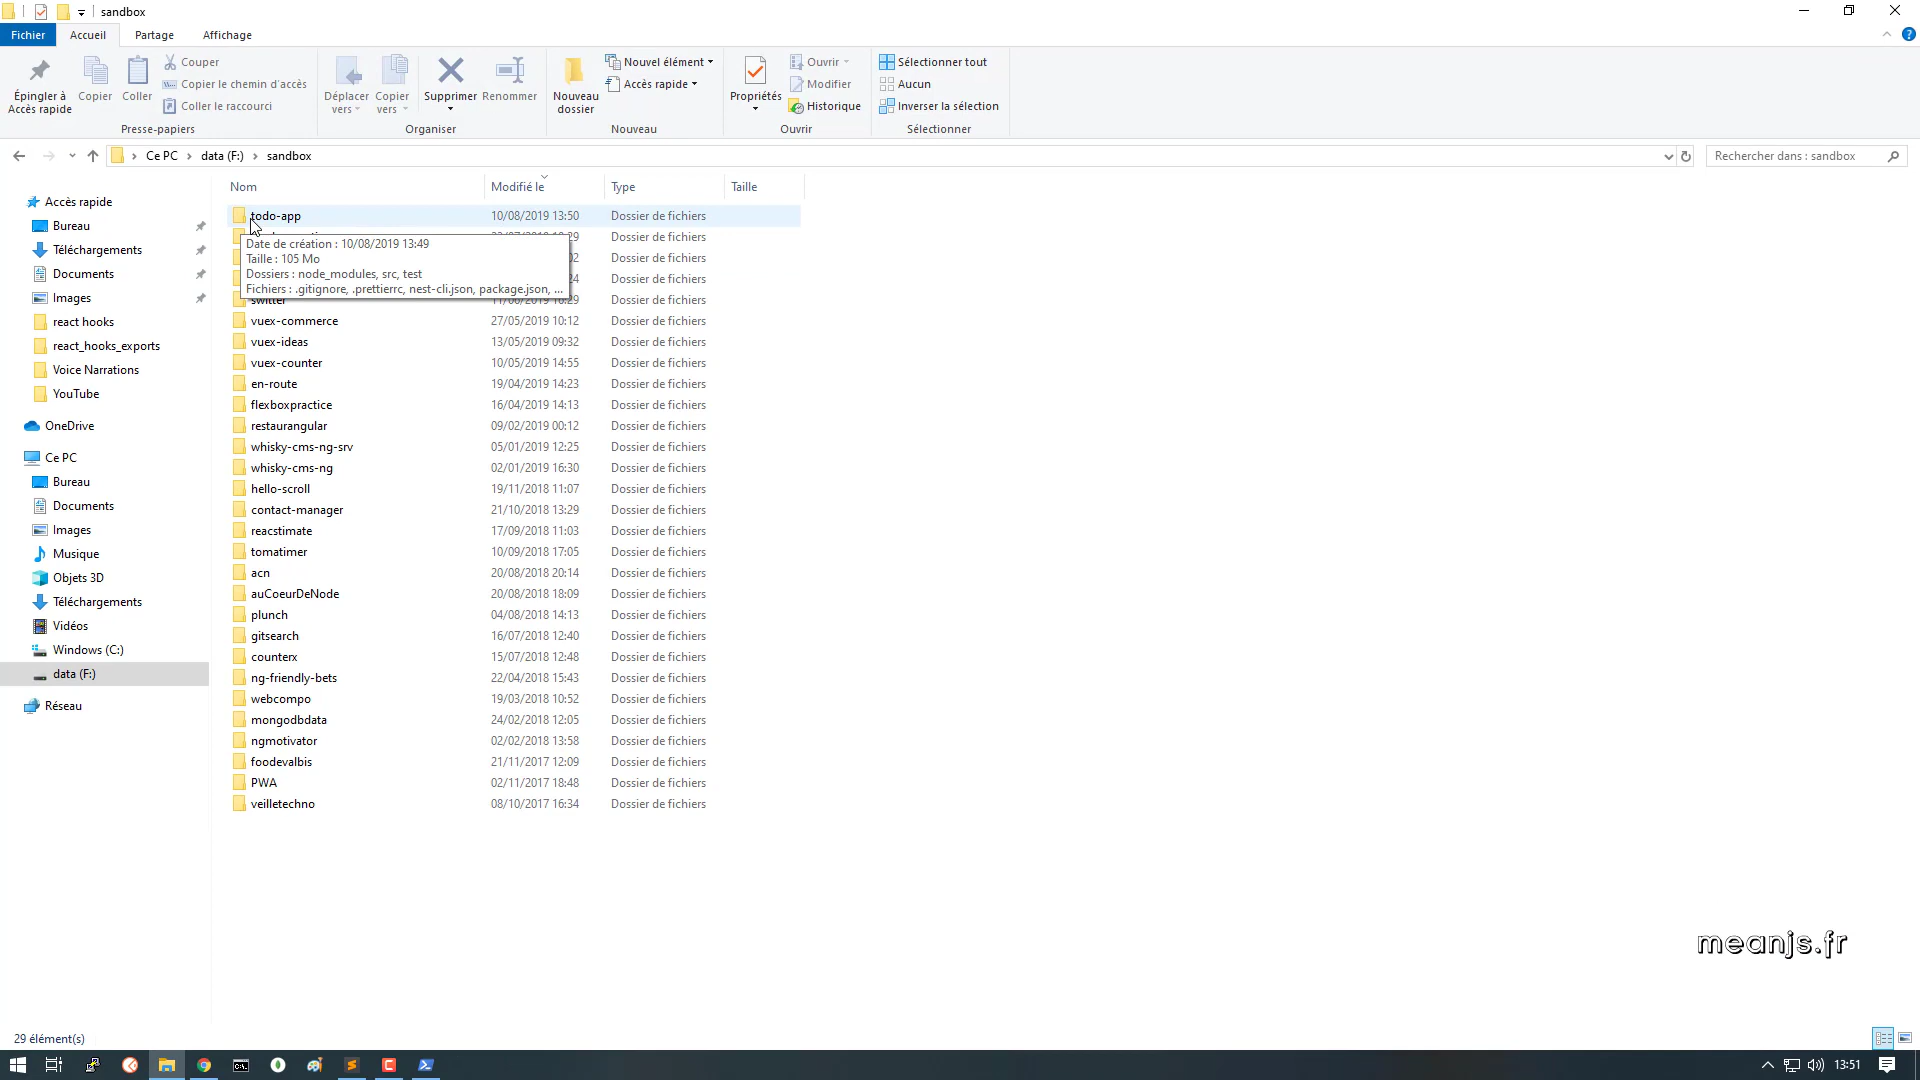 sandbox
Fichier Accueil Partage Affichage
Épingler à Accès rapide
Copier
Coller
Couper
Copier le chemin d'accès
Coller le raccourci
Presse-papiers
Déplacer vers
Copier vers
Supprimer
Renommer
Organiser
Nouveau dossier
Nouvel élément
Accès rapide
Nouveau
Propriétés
Ouvrir
Modifier
Historique
Ouvrir
Sélectionner tout
Aucun
Inverser la sélection
Sélectionner
Ce PC > data (F:) > sandbox
Rechercher dans : sandbox
Accès rapide
Bureau
Téléchargements
Documents
Images
react hooks
react_hooks_exports
Voice Narrations
YouTube
OneDrive
Ce PC
Bureau
Documents
Images
Musique
Objets 3D
Téléchargements
Vidéos
Windows (C:)
data (F:)
Réseau
Nom Modifié le Type Taille
todo-app 10/08/2019 13:50 Dossier de fichiers
Date de création : 10/08/2019 13:49
Taille : 105 Mo
Dossiers : node_modules, src, test
Fichiers : .gitignore, .prettierrc, nest-cli.json, package.json, ...
Dossier de fichiers
Dossier de fichiers
Dossier de fichiers
Dossier de fichiers
vuex-commerce 27/05/2019 10:12 Dossier de fichiers
vuex-ideas 13/05/2019 09:32 Dossier de fichiers
vuex-counter 10/05/2019 14:55 Dossier de fichiers
en-route 19/04/2019 14:23 Dossier de fichiers
flexboxpractice 16/04/2019 14:13 Dossier de fichiers
restaurangular 09/02/2019 00:12 Dossier de fichiers
whisky-cms-ng-srv 05/01/2019 12:25 Dossier de fichiers
whisky-cms-ng 02/01/2019 16:30 Dossier de fichiers
hello-scroll 19/11/2018 11:07 Dossier de fichiers
contact-manager 21/10/2018 13:29 Dossier de fichiers
reacstimate 17/09/2018 11:03 Dossier de fichiers
tomatimer 10/09/2018 17:05 Dossier de fichiers
acn 20/08/2018 20:14 Dossier de fichiers
auCoeurDeNode 20/08/2018 18:09 Dossier de fichiers
plunch 04/08/2018 14:13 Dossier de fichiers
gitsearch 16/07/2018 12:40 Dossier de fichiers
counterx 15/07/2018 12:48 Dossier de fichiers
ng-friendly-bets 22/04/2018 15:43 Dossier de fichiers
webcompo 19/03/2018 10:52 Dossier de fichiers
mongodbdata 24/02/2018 12:05 Dossier de fichiers
ngmotivator 02/02/2018 13:58 Dossier de fichiers
foodevalbis 21/11/2017 12:09 Dossier de fichiers
PWA 02/11/2017 18:48 Dossier de fichiers
veilletechno 08/10/2017 16:34 Dossier de fichiers
meanjs.fr
29 élément(s)
13:51